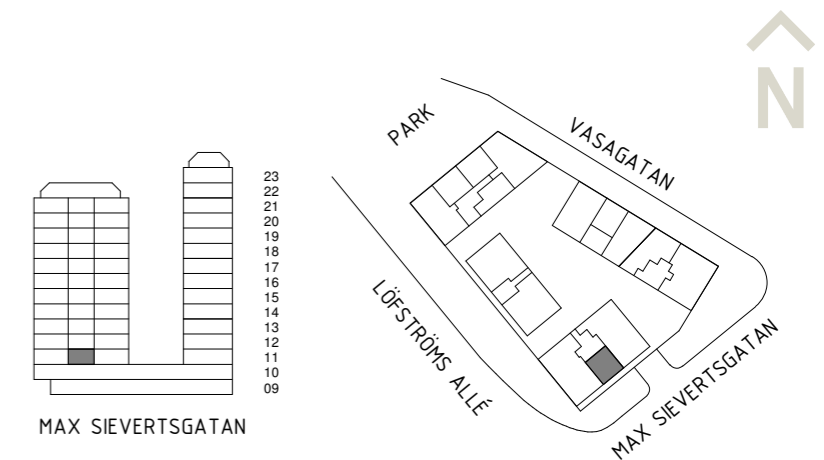 N
PARK
VASAGATAN
LÖFSTRÖMS ALLÉ
MAX SIEVERTSGATAN
23
22
21
20
19
18
17
16
15
14
13
12
11
10
09
MAX SIEVERTSGATAN